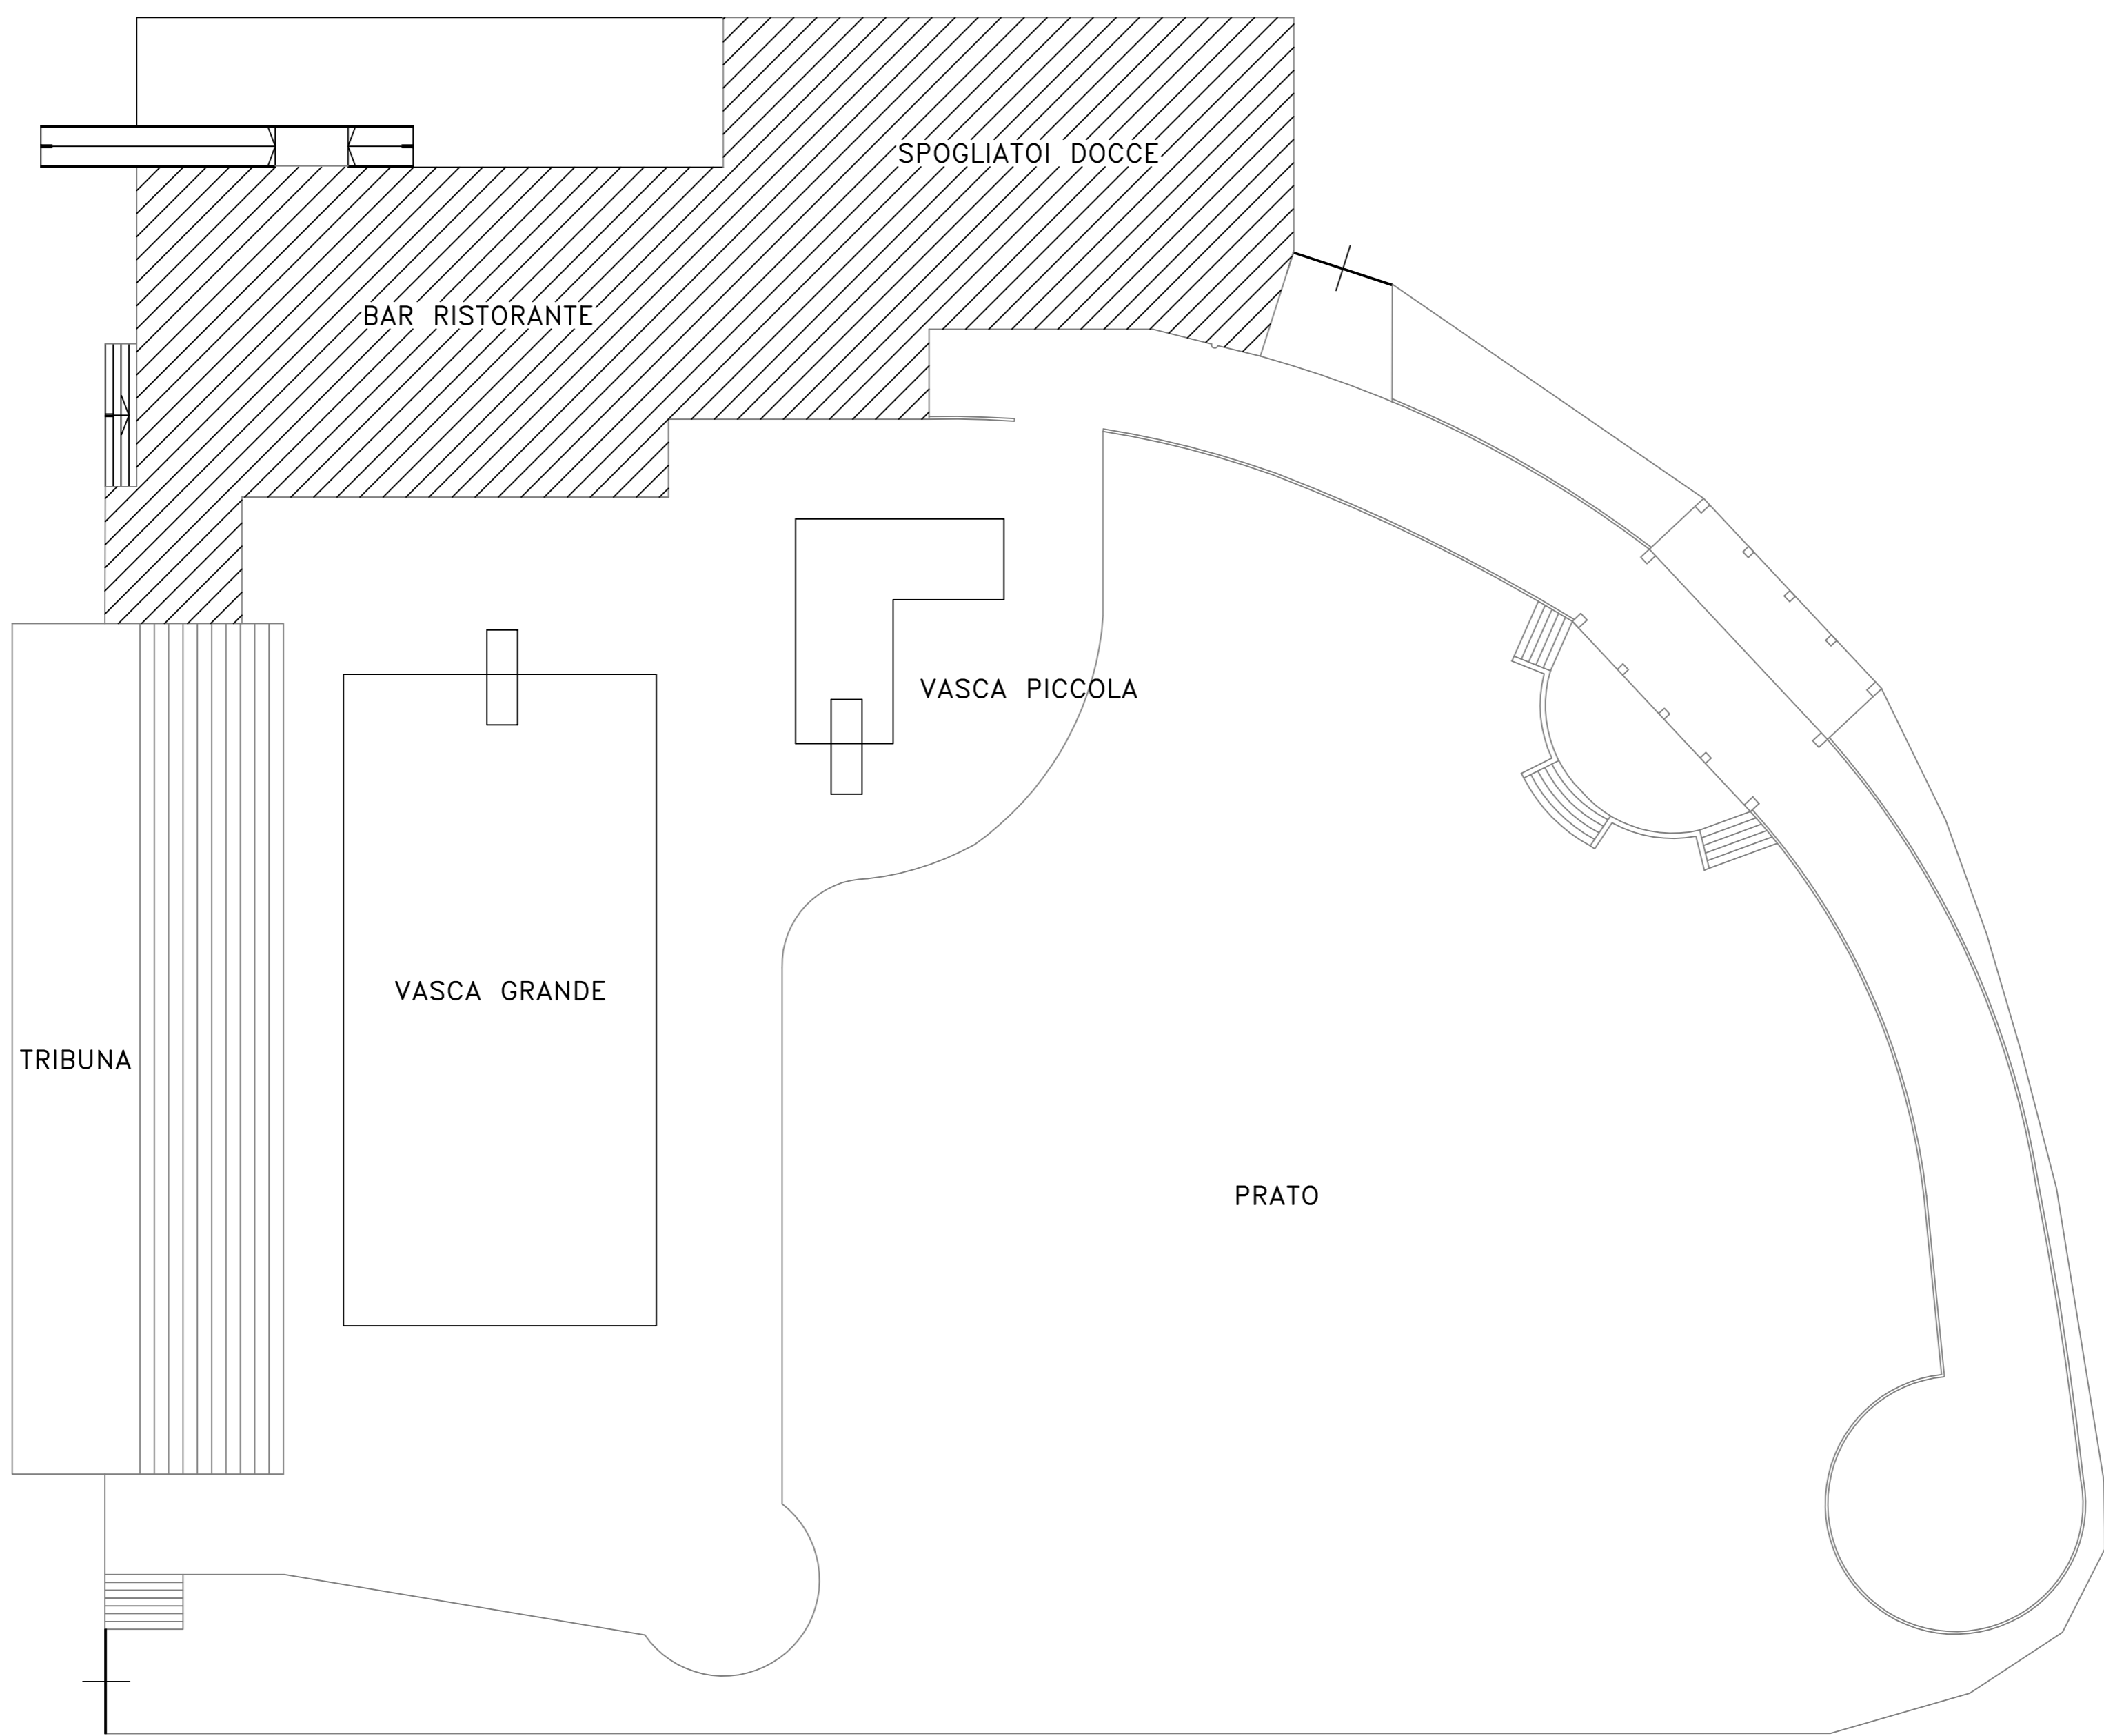 SPOGLIATOI DOCCE
BAR RISTORANTE
VASCA PICCOLA
VASCA GRANDE
TRIBUNA
PRATO